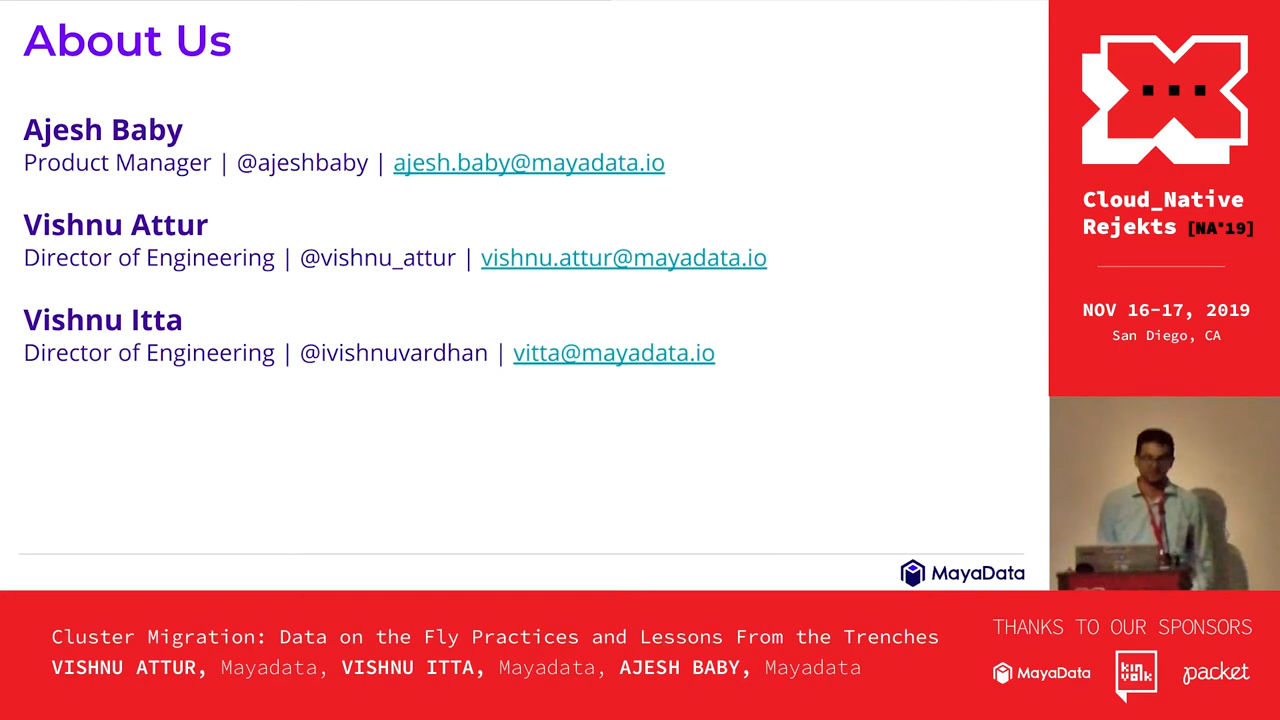 About Us
Ajesh Baby
Product Manager | @ajeshbaby | ajesh.baby@mayadata.io
Vishnu Attur
Director of Engineering | @vishnu_attur | vishnu.attur@mayadata.io
Vishnu Itta
Director of Engineering | @ivishnuvardhan | vitta@mayadata.io
MayaData
Cloud_Native
Rejekts [NA'19]
NOV 16-17, 2019
San Diego, CA
Cluster Migration: Data on the Fly Practices and Lessons From the Trenches
VISHNU ATTUR, Mayadata, VISHNU ITTA, Mayadata, AJESH BABY, Mayadata
THANKS TO OUR SPONSORS
MayaData
kinvolk
packet